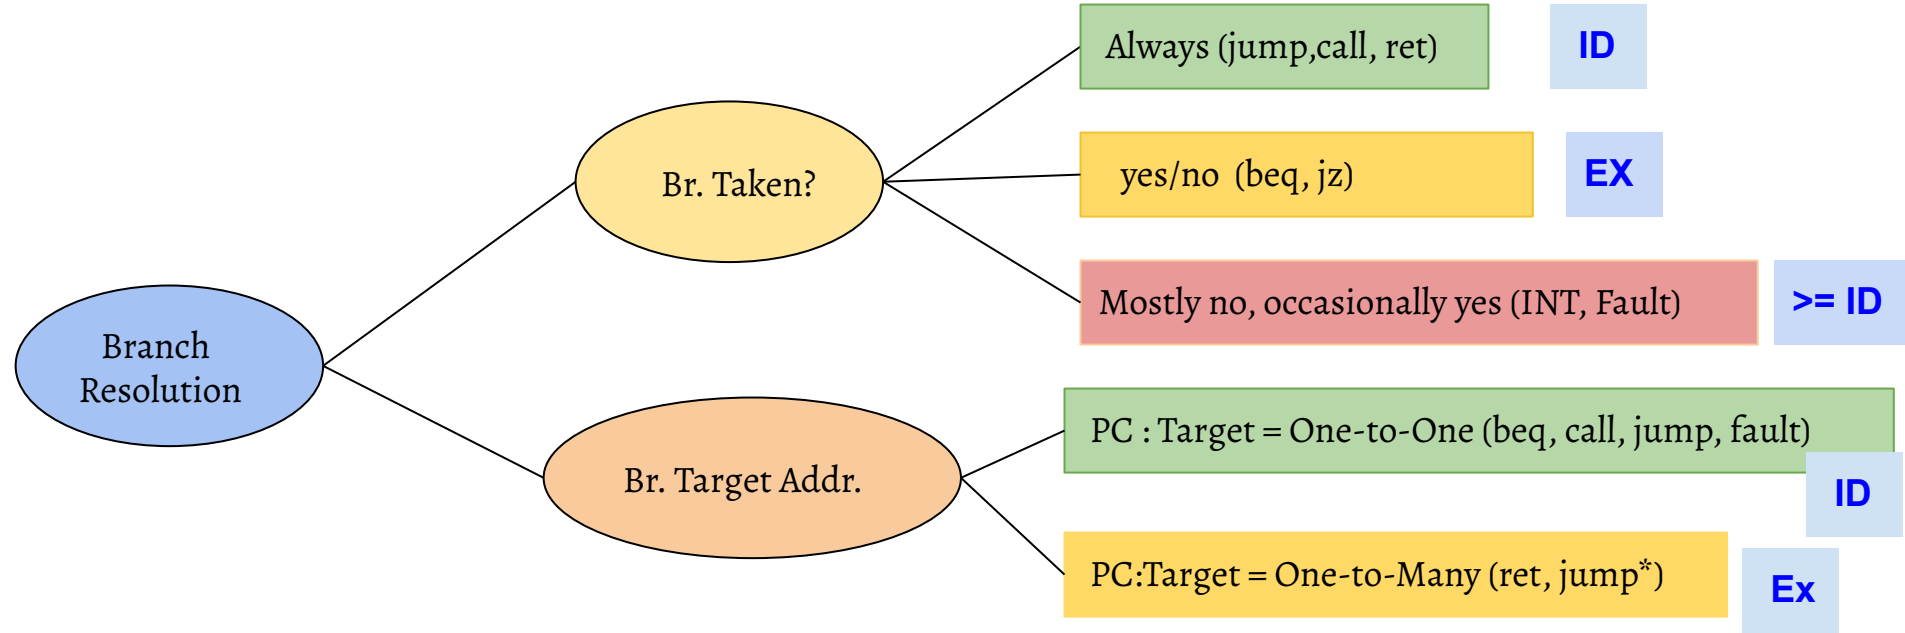 Always (jump,call, ret)
ID
Br. Taken?
yes/no  (beq, jz)
EX
Mostly no, occasionally yes (INT, Fault)
>= ID
Branch
Resolution
PC : Target = One-to-One (beq, call, jump, fault)
ID
Br. Target Addr.
PC:Target = One-to-Many (ret, jump*)
Ex